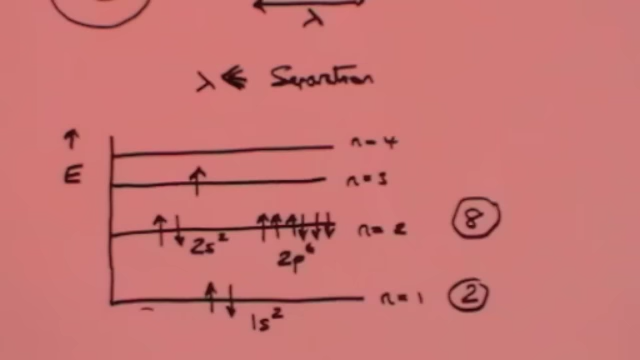 λ
λ << Separation
↑ n=4
E n=3
n=2 8
2s² 2p⁶
n=1 2
1s²